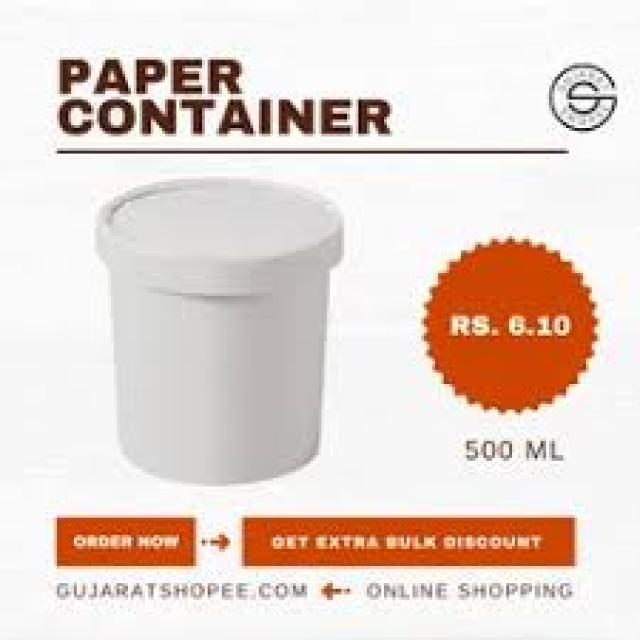 PAPER
CONTAINER
RS. 6.10
500 ML
ORDER NOW
GET EXTRA BULK DISCOUNT
GUJARATSHOPEE.COM
ONLINE SHOPPING